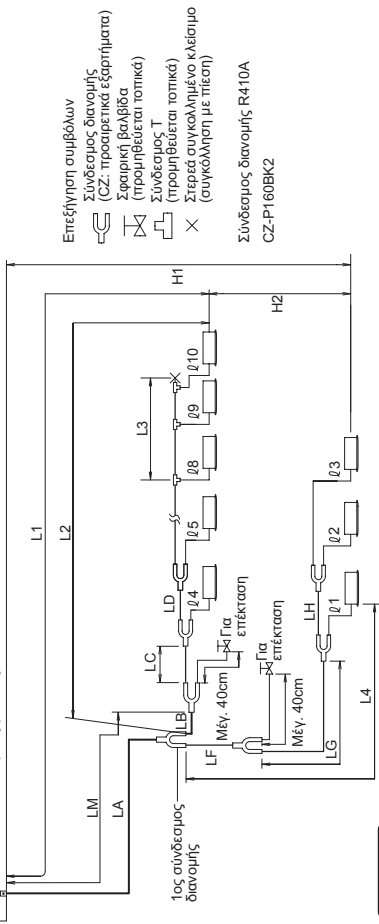 Επεξήγηση συμβόλων
Σύνδεσμος διανομής
(CZ: προαιρετικά εξαρτήματα)
Σφαιρική βαλβίδα
(προμηθεύεται τοπικά)
Σύνδεσμος T
(προμηθεύεται τοπικά)
Στερεά συγκολλημένο κλείσιμο
(συγκόλληση με πίεση)
Σύνδεσμος διανομής R410A
CZ-P160BK2
L1
H1
L2
H2
LM
LA
L3
LB
LC
LD
ℓ4
ℓ5
ℓ8
ℓ9
ℓ10
Για
επέκταση
Μέγ. 40cm
1ος σύνδεσμος
διανομής
LF
Για
επέκταση
Μέγ. 40cm
LG
LH
ℓ1
ℓ2
ℓ3
L4